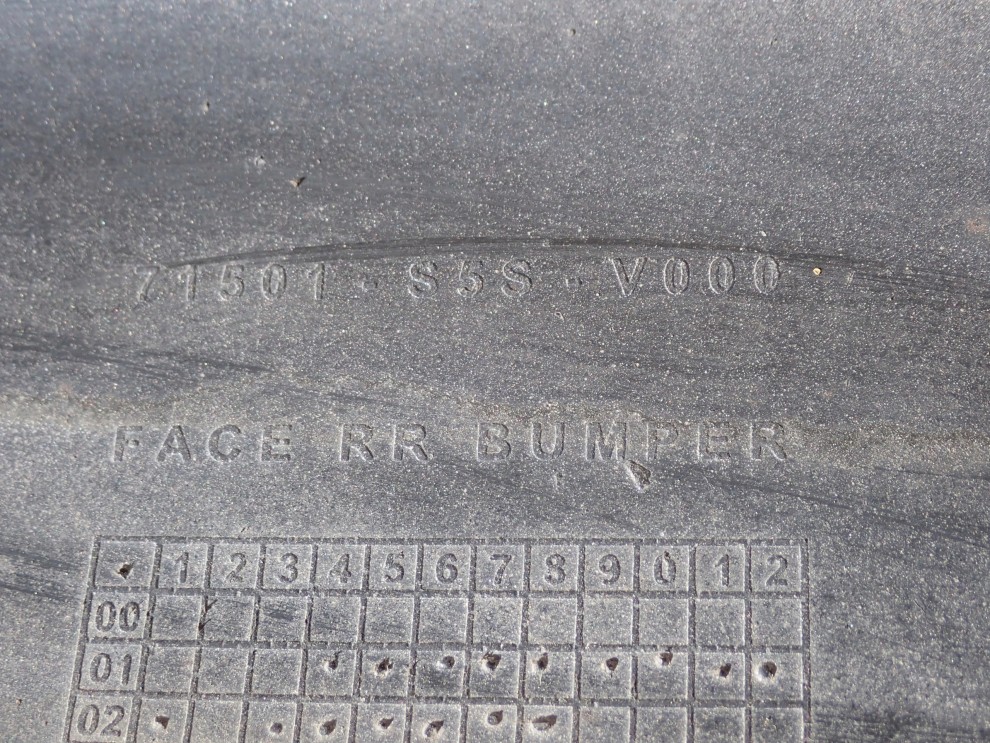 71501-S5S-V000
FACE RR BUMPER
1 2 3 4 5 6 7 8 9 0 1 2
00
01
02